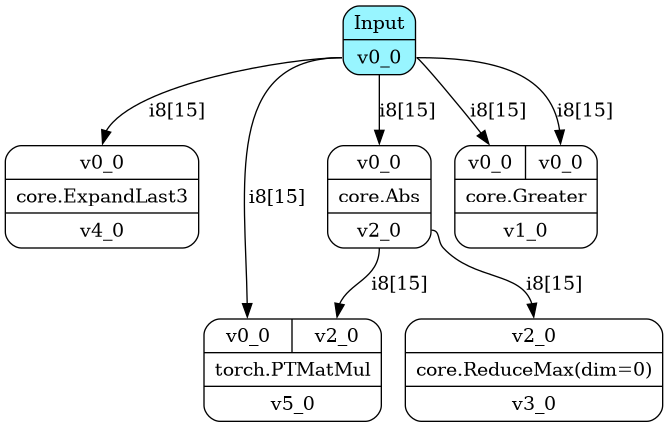 Input
v0_0
i8[15]
i8[15]
i8[15]
i8[15]
v0_0
core.ExpandLast3
v4_0
v0_0
core.Abs
v2_0
v0_0 v0_0
core.Greater
v1_0
i8[15]
i8[15]
i8[15]
v0_0 v2_0
torch.PTMatMul
v5_0
v2_0
core.ReduceMax(dim=0)
v3_0